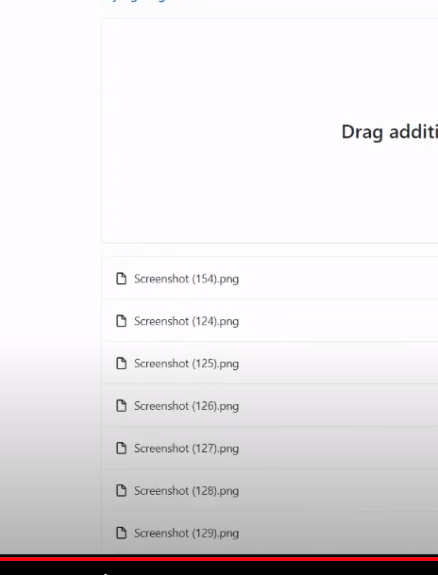 Drag additi
Screenshot (154).png
Screenshot (124).png
Screenshot (125).png
Screenshot (126).png
Screenshot (127).png
Screenshot (128).png
Screenshot (129).png